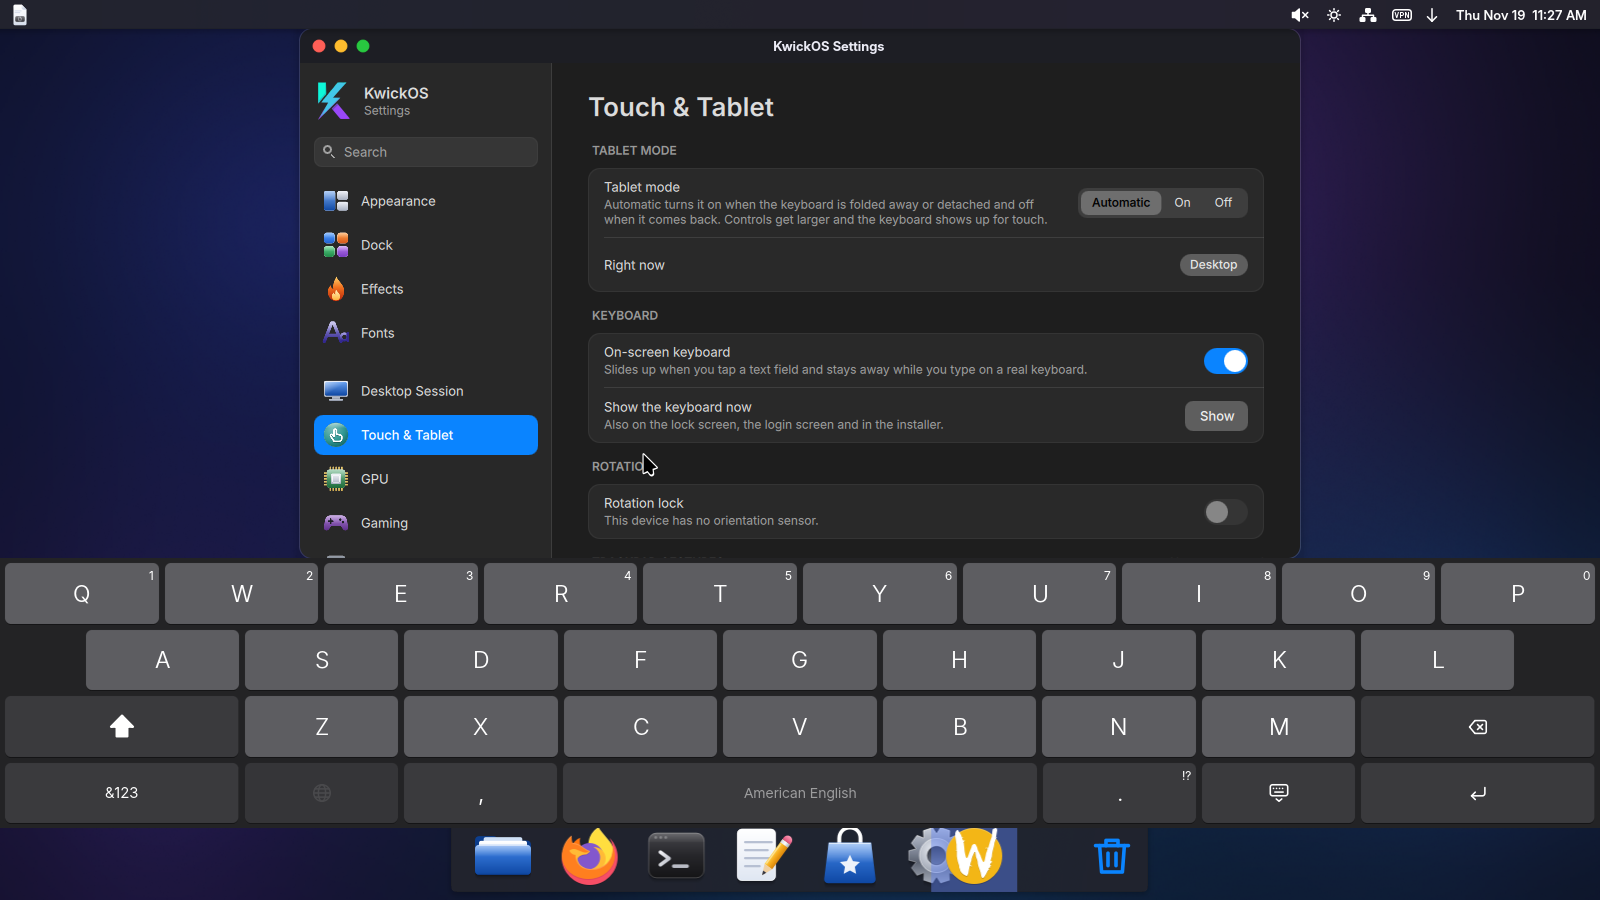 VPN
Thu Nov 19 11:27 AM
KwickOS Settings
KwickOS
Settings
Search
Appearance
Dock
Effects
Fonts
Desktop Session
Touch & Tablet
GPU
Gaming
Touch & Tablet
TABLET MODE
Tablet mode
Automatic turns it on when the keyboard is folded away or detached and off
when it comes back. Controls get larger and the keyboard shows up for touch.
Automatic On Off
Right now
Desktop
KEYBOARD
On-screen keyboard
Slides up when you tap a text field and stays away while you type on a real keyboard.
Show the keyboard now
Also on the lock screen, the login screen and in the installer.
Show
ROTATIO
Rotation lock
This device has no orientation sensor.
Q 1 W 2 E 3 R 4 T 5 Y 6 U 7 I 8 O 9 P 0
A S D F G H J K L
Z X C V B N M
&123 , American English . !?
W